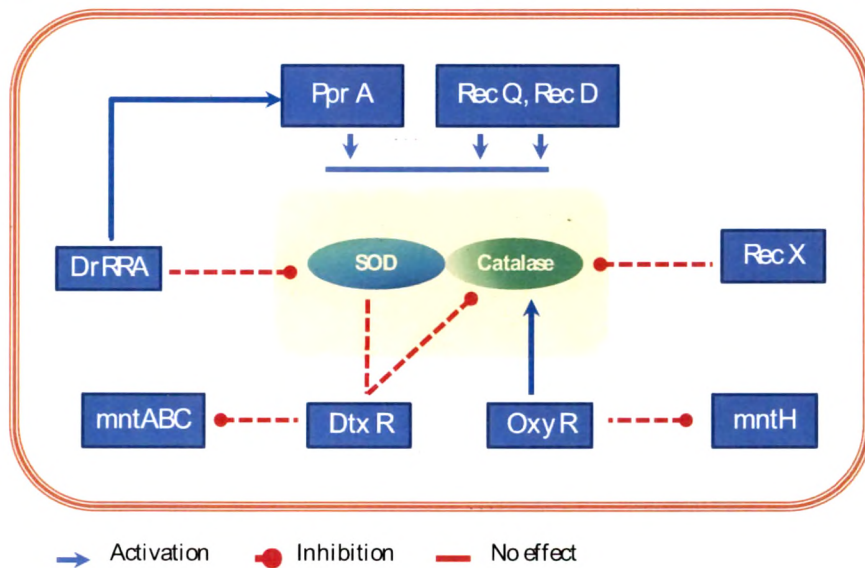 Ppr A
Rec Q, Rec D
Dr RRA
SOD
Catalase
Rec X
mntABC
Dtx R
Oxy R
mntH
Activation
Inhibition
No effect